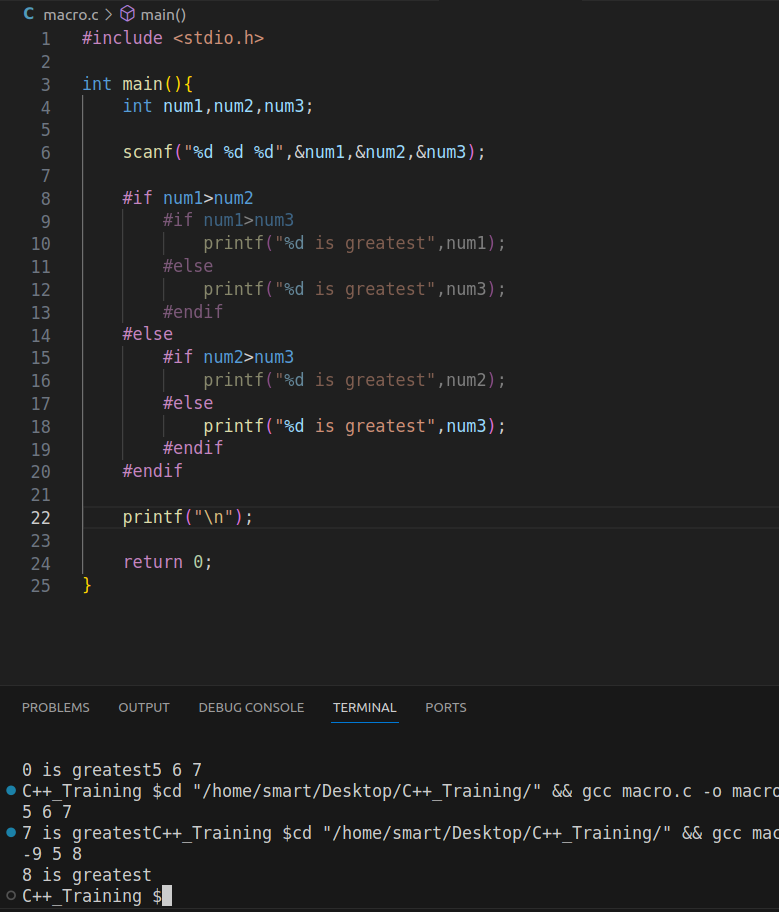 C macro.c > main()
1 #include <stdio.h>
2
3 int main(){
4 int num1,num2,num3;
5
6 scanf("%d %d %d",&num1,&num2,&num3);
7
8 #if num1>num2
9 #if num1>num3
10 printf("%d is greatest",num1);
11 #else
12 printf("%d is greatest",num3);
13 #endif
14 #else
15 #if num2>num3
16 printf("%d is greatest",num2);
17 #else
18 printf("%d is greatest",num3);
19 #endif
20 #endif
21
22 printf("\n");
23
24 return 0;
25 }
PROBLEMS OUTPUT DEBUG CONSOLE TERMINAL PORTS
0 is greatest5 6 7
C++_Training $cd "/home/smart/Desktop/C++_Training/" && gcc macro.c -o macro
5 6 7
7 is greatestC++_Training $cd "/home/smart/Desktop/C++_Training/" && gcc mac
-9 5 8
8 is greatest
C++_Training $